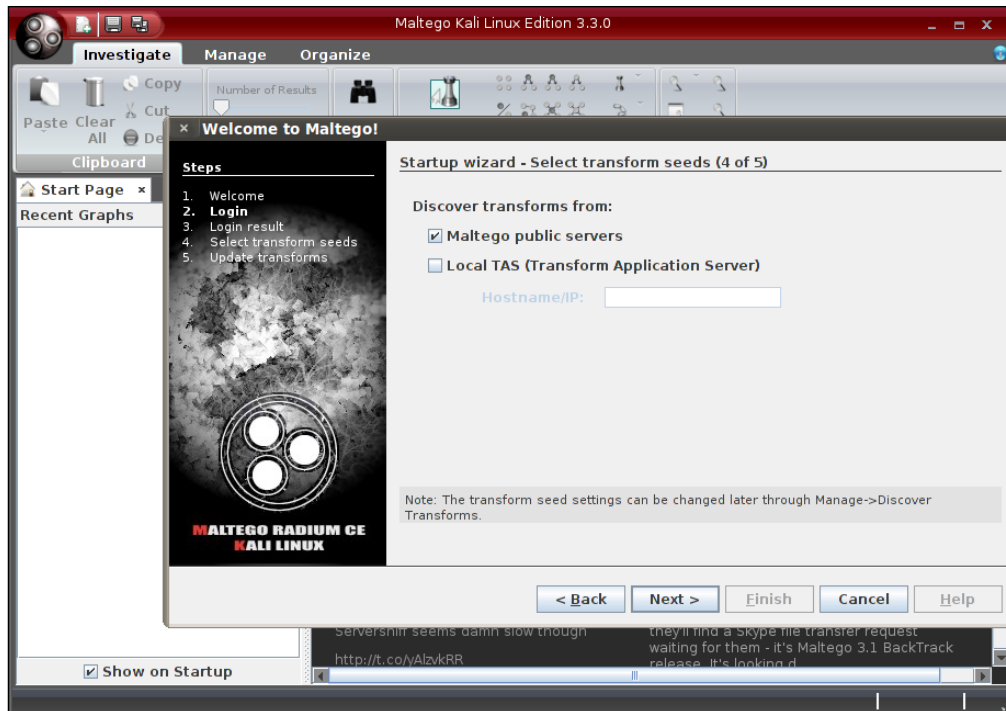 Maltego Kali Linux Edition 3.3.0
Investigate Manage Organize
Copy
Cut
De
Paste Clear All
Number of Results
Clipboard
Start Page ×
Recent Graphs
× Welcome to Maltego!
Steps
1. Welcome
2. Login
3. Login result
4. Select transform seeds
5. Update transforms
MALTEGO RADIUM CE
KALI LINUX
Startup wizard - Select transform seeds (4 of 5)
Discover transforms from:
Maltego public servers
Local TAS (Transform Application Server)
Hostname/IP:
Note: The transform seed settings can be changed later through Manage->Discover
Transforms.
< Back Next > Finish Cancel Help
Serversniff seems damn slow though
http://t.co/yAlzvkRR
they'll find a Skype file transfer request
waiting for them - it's Maltego 3.1 BackTrack
release. It's looking d
Show on Startup